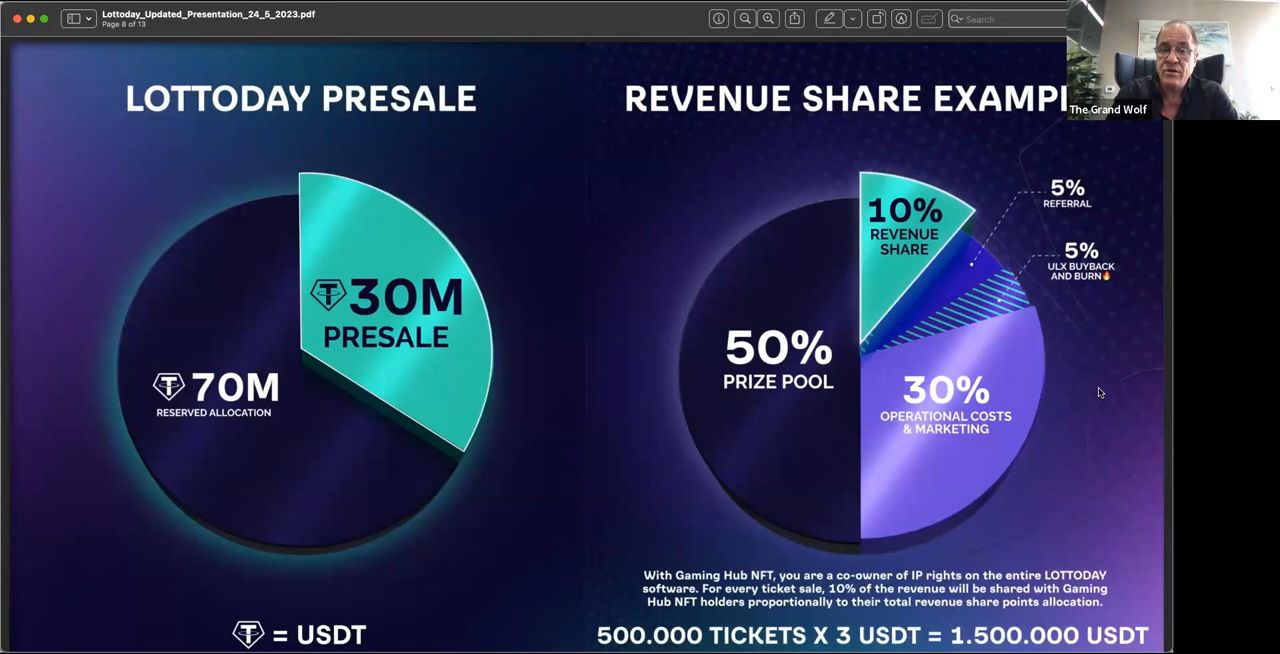 Lottoday_Updated_Presentation_24_5_2023.pdf
Page 8 of 13
Search
The Grand Wolf
LOTTODAY PRESALE
30M
PRESALE
70M
RESERVED ALLOCATION
= USDT
REVENUE SHARE EXAMPL
10%
REVENUE
SHARE
5%
REFERRAL
5%
ULX BUYBACK
AND BURN🔥
50%
PRIZE POOL
30%
OPERATIONAL COSTS
& MARKETING
With Gaming Hub NFT, you are a co-owner of IP rights on the entire LOTTODAY
software. For every ticket sale, 10% of the revenue will be shared with Gaming
Hub NFT holders proportionally to their total revenue share points allocation.
500.000 TICKETS X 3 USDT = 1.500.000 USDT